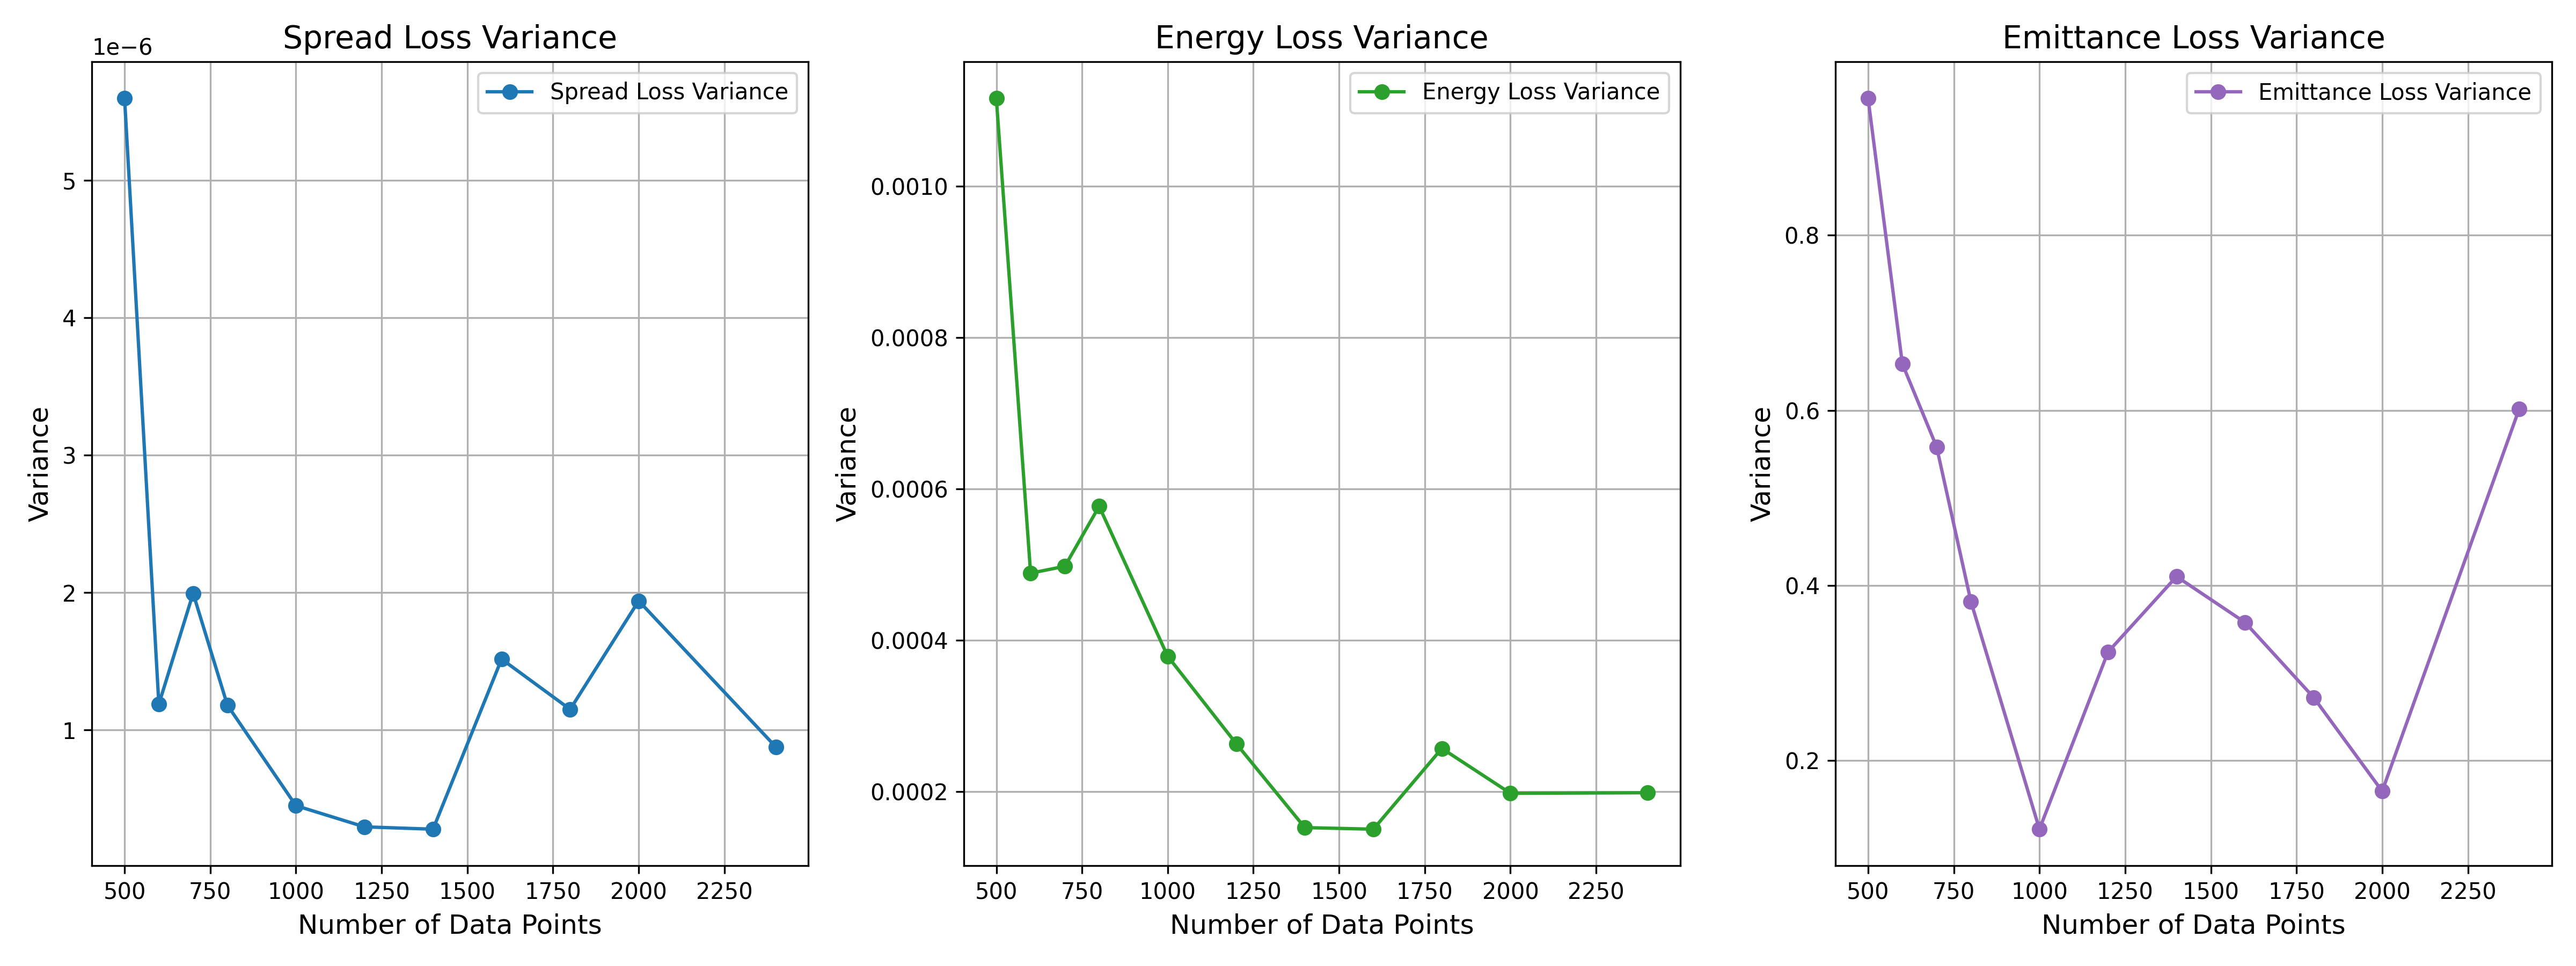 Spread Loss Variance
1e−6
Spread Loss Variance
5
4
3
2
1
Variance
500 750 1000 1250 1500 1750 2000 2250
Number of Data Points
Energy Loss Variance
Energy Loss Variance
0.0010
0.0008
0.0006
0.0004
0.0002
Variance
500 750 1000 1250 1500 1750 2000 2250
Number of Data Points
Emittance Loss Variance
Emittance Loss Variance
0.8
0.6
0.4
0.2
Variance
500 750 1000 1250 1500 1750 2000 2250
Number of Data Points